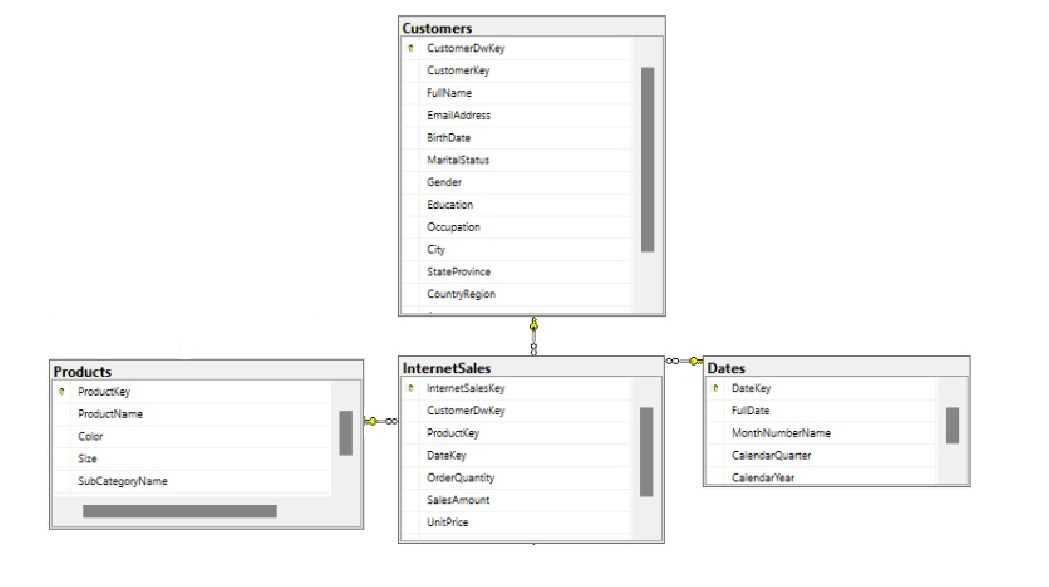 Customers
CustomerDwKey
CustomerKey
FullName
EmailAddress
BirthDate
MaritalStatus
Gender
Education
Occupation
City
StateProvince
CountryRegion
Products
ProductKey
ProductName
Color
Size
SubCategoryName
InternetSales
InternetSalesKey
CustomerDwKey
ProductKey
DateKey
OrderQuantity
SalesAmount
UnitPrice
Dates
DateKey
FullDate
MonthNumberName
CalendarQuarter
CalendarYear